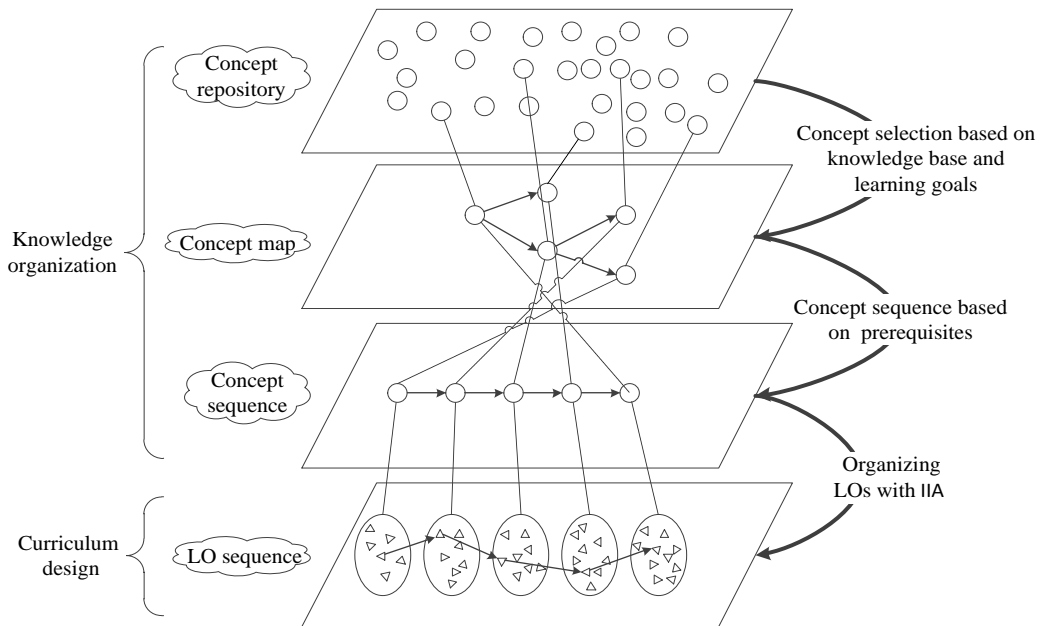 Concept
repository
Concept selection based on
knowledge base and
learning goals
Knowledge
organization
Concept map
Concept sequence based
on prerequisites
Concept
sequence
Organizing
LOs with IIA
Curriculum
design
LO sequence